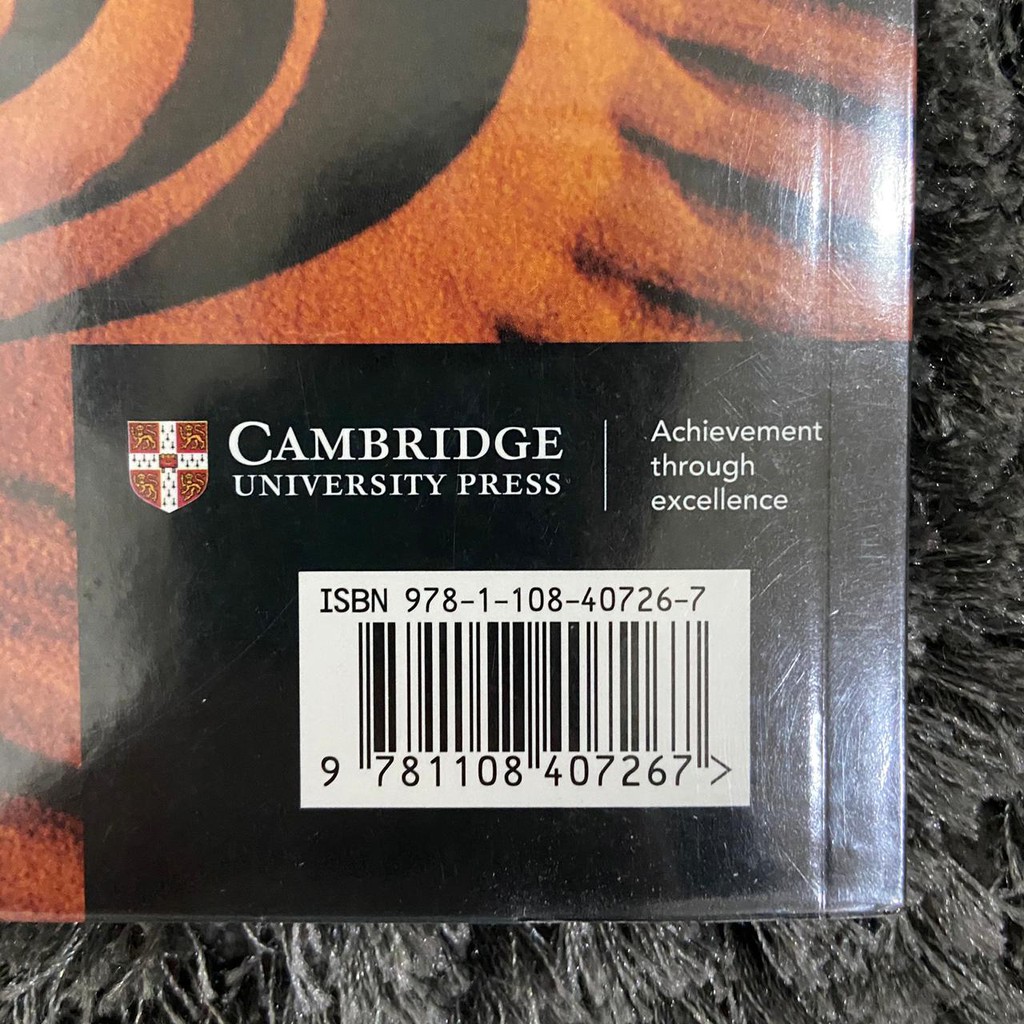 CAMBRIDGE
UNIVERSITY PRESS
Achievement
through
excellence
ISBN 978-1-108-40726-7
9 781108 407267 >